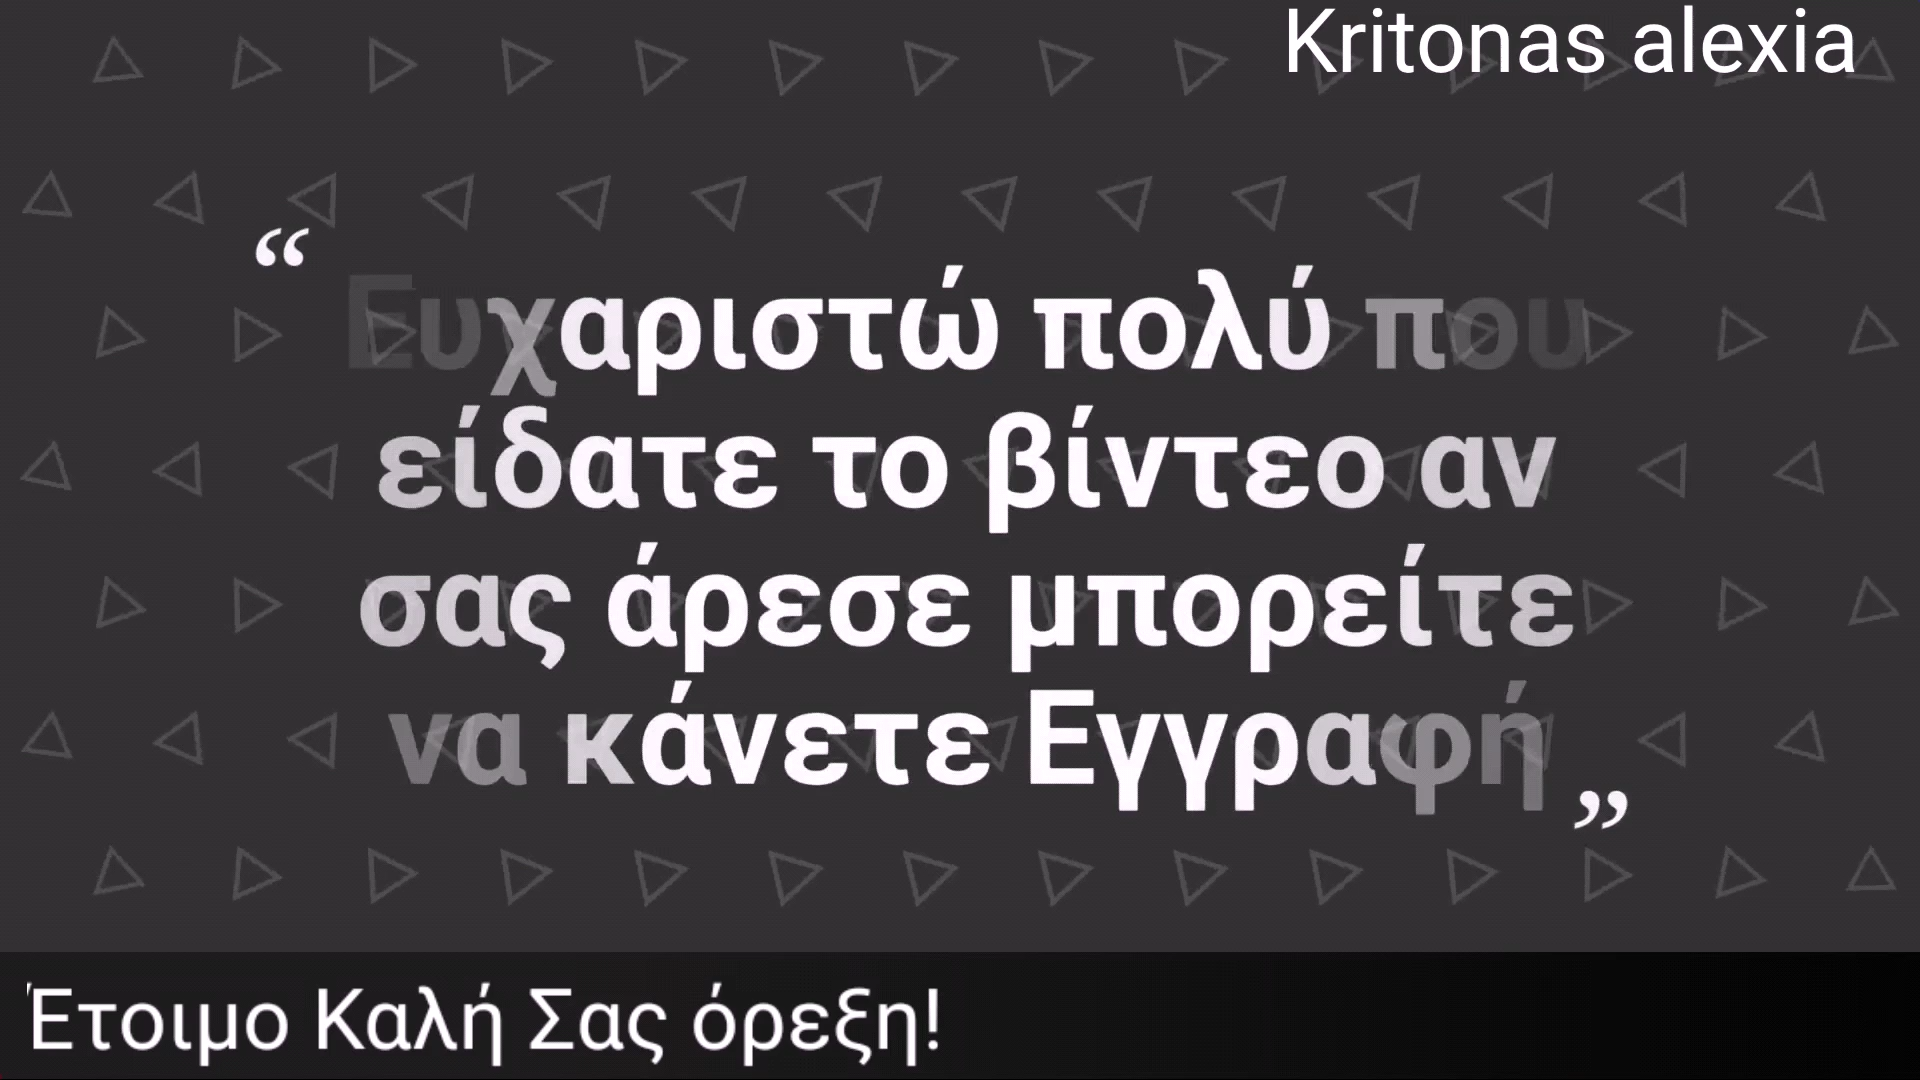 Kritonas alexia
“ Ευχαριστώ πολύ που
είδατε το βίντεο αν
σας άρεσε μπορείτε
να κάνετε Εγγραφή ”
Έτοιμο Καλή Σας όρεξη!